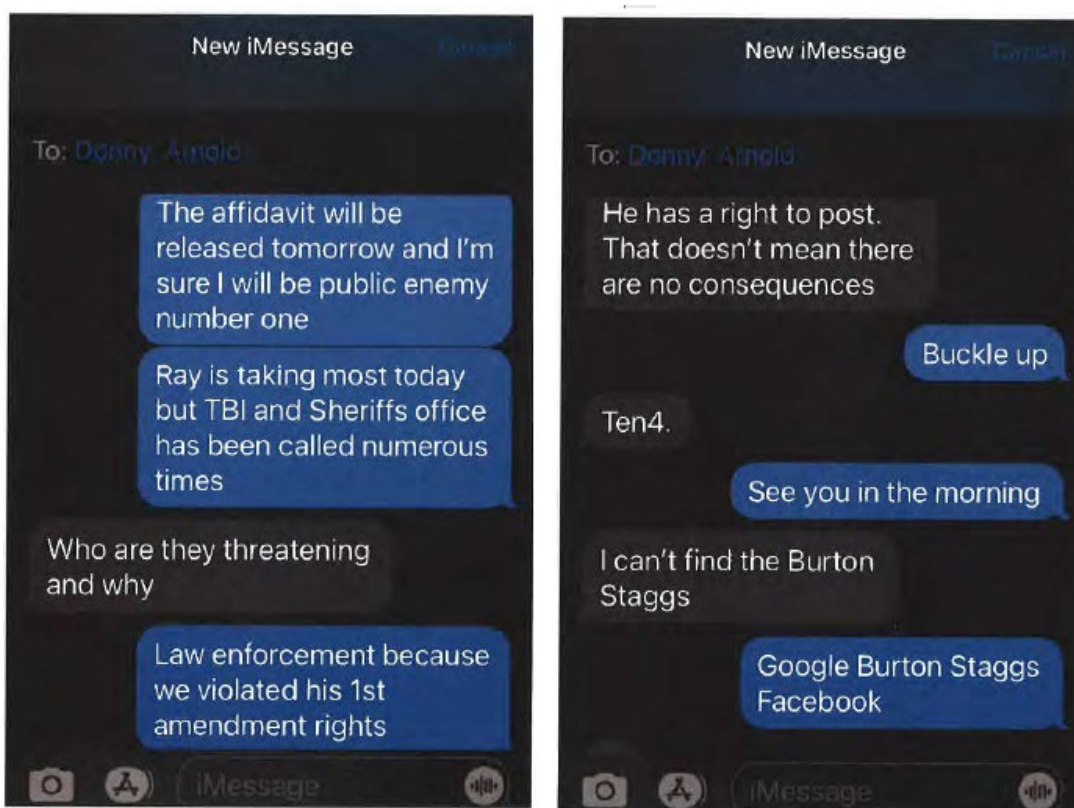 New iMessage
Cancel
To: Donny Arnold
The affidavit will be
released tomorrow and I'm
sure I will be public enemy
number one
Ray is taking most today
but TBI and Sheriffs office
has been called numerous
times
Who are they threatening
and why
Law enforcement because
we violated his 1st
amendment rights
iMessage
New iMessage
Cancel
To: Donny Arnold
He has a right to post.
That doesn't mean there
are no consequences
Buckle up
Ten4.
See you in the morning
I can't find the Burton
Staggs
Google Burton Staggs
Facebook
iMessage